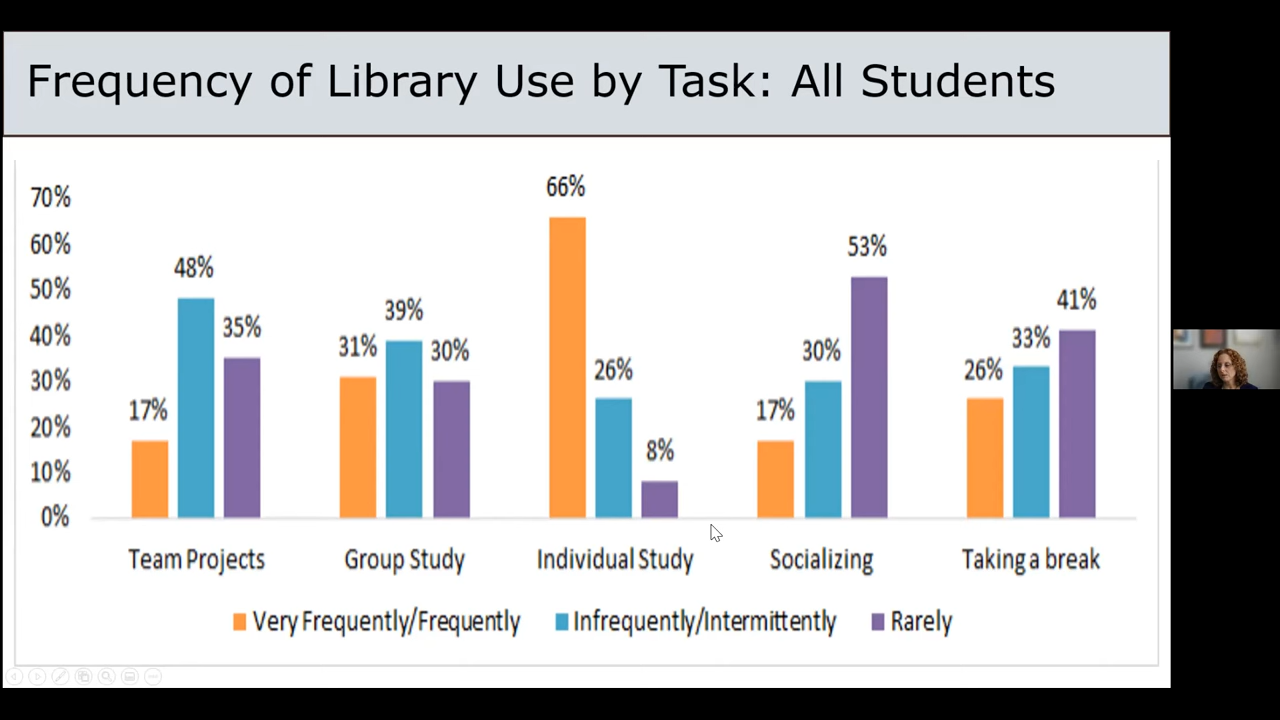 Frequency of Library Use by Task: All Students
70%
60%
50%
40%
30%
20%
10%
0%
17%
48%
35%
31%
39%
30%
66%
26%
8%
17%
30%
53%
26%
33%
41%
Team Projects
Group Study
Individual Study
Socializing
Taking a break
Very Frequently/Frequently
Infrequently/Intermittently
Rarely